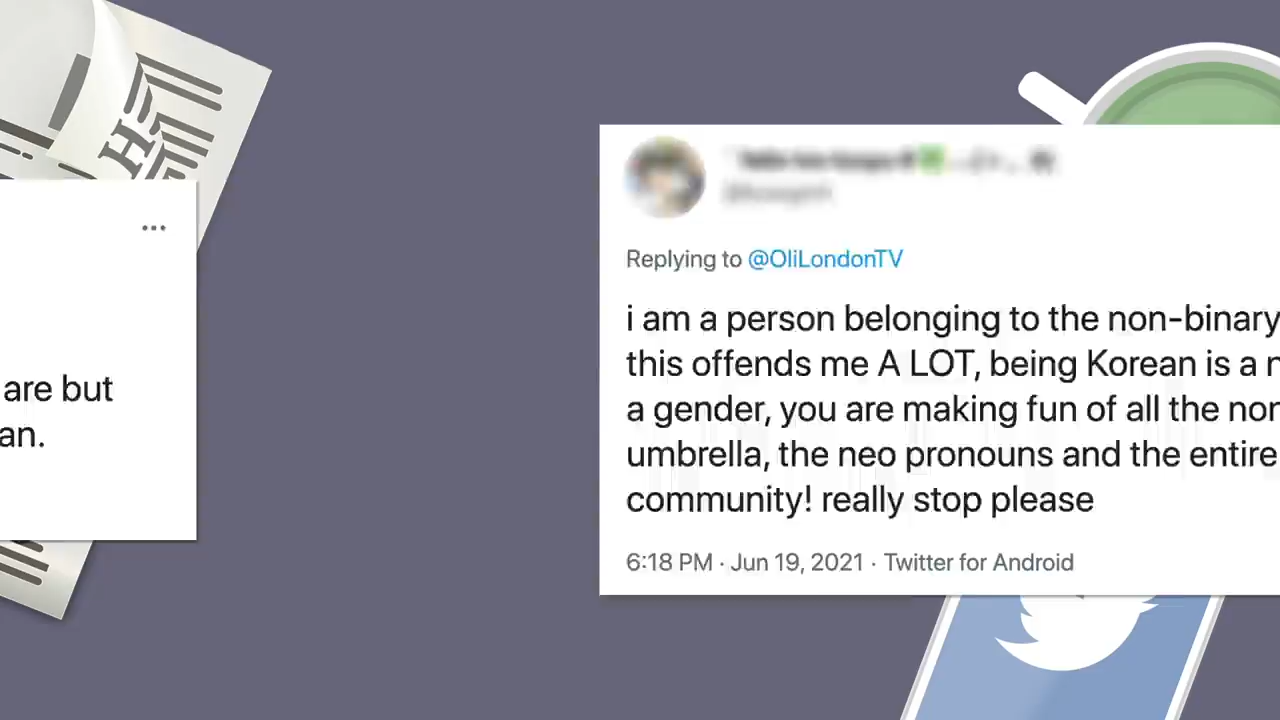 H
...
are but
an.
Replying to @OliLondonTV
i am a person belonging to the non-binary
this offends me A LOT, being Korean is a n
a gender, you are making fun of all the nor
umbrella, the neo pronouns and the entire
community! really stop please
6:18 PM · Jun 19, 2021 · Twitter for Android